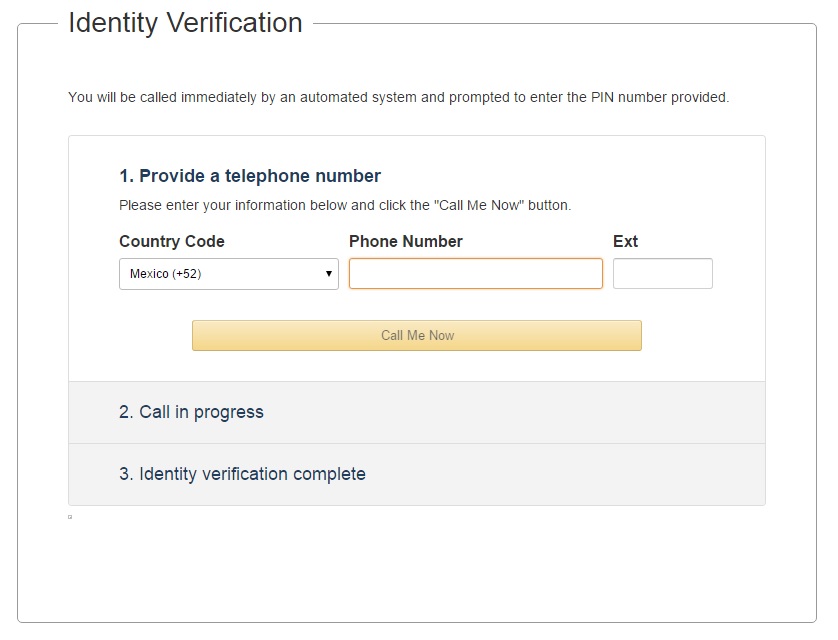 Identity Verification
You will be called immediately by an automated system and prompted to enter the PIN number provided.
1. Provide a telephone number
Please enter your information below and click the "Call Me Now" button.
Country Code Phone Number Ext
Mexico (+52)
Call Me Now
2. Call in progress
3. Identity verification complete